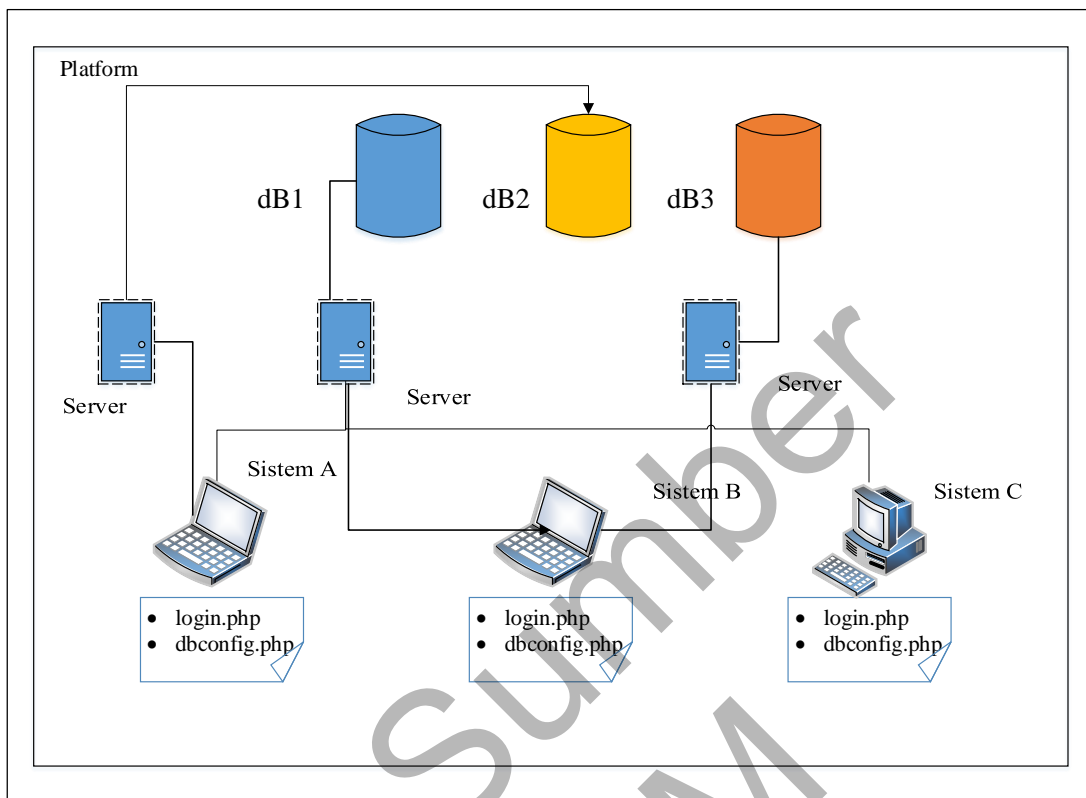 Platform
dB1
dB2
dB3
Server
Server
Server
Sistem A
Sistem B
Sistem C
• login.php
• dbconfig.php
• login.php
• dbconfig.php
• login.php
• dbconfig.php
Sumber
M